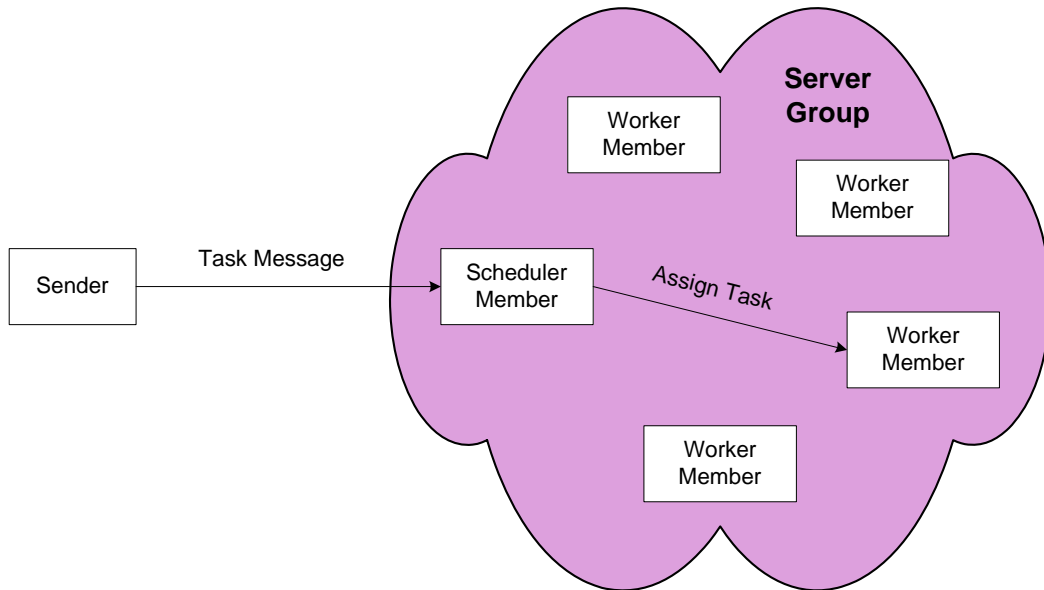 Server
Group
Worker
Member
Worker
Member
Sender
Task Message
Scheduler
Member
Assign Task
Worker
Member
Worker
Member